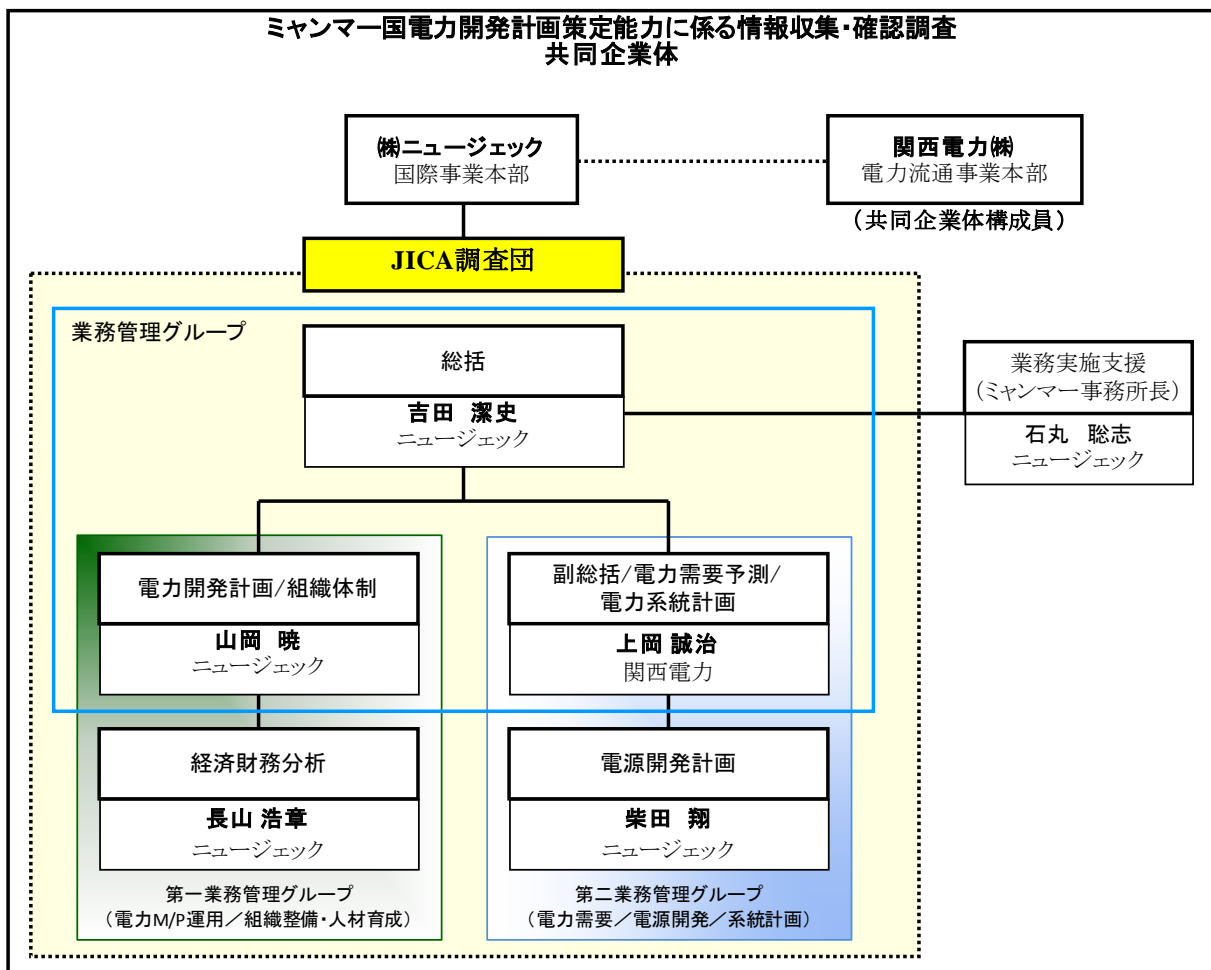 ミャンマー国電力開発計画策定能力に係る情報収集・確認調査
共同企業体
㈱ニュージェック
国際事業本部
関西電力㈱
電力流通事業本部
（共同企業体構成員）
JICA調査団
業務管理グループ
総括
吉田　潔史
ニュージェック
業務実施支援
（ミャンマー事務所長）
石丸　聡志
ニュージェック
電力開発計画/組織体制
山岡　暁
ニュージェック
副総括/電力需要予測/
電力系統計画
上岡 誠治
関西電力
経済財務分析
長山 浩章
ニュージェック
電源開発計画
柴田　翔
ニュージェック
第一業務管理グループ
（電力M/P運用／組織整備・人材育成）
第二業務管理グループ
（電力需要／電源開発／系統計画）